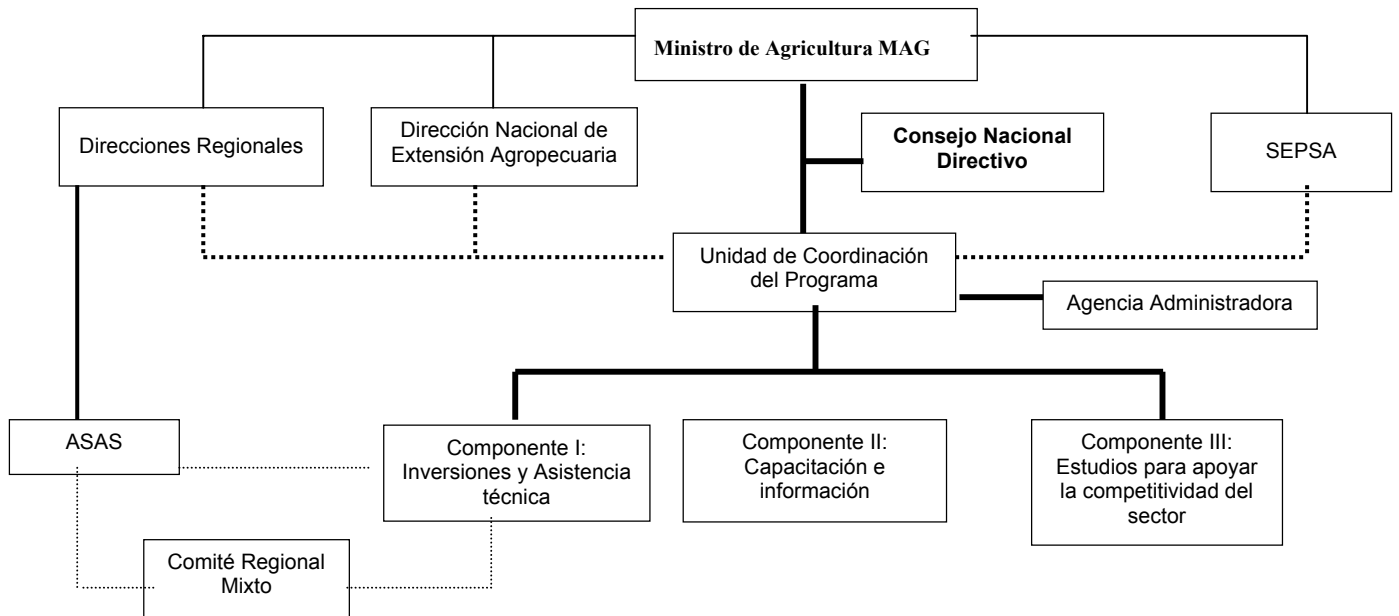 Ministro de Agricultura MAG
Direcciones Regionales
Dirección Nacional de
Extensión Agropecuaria
Consejo Nacional
Directivo
SEPSA
Unidad de Coordinación
del Programa
Agencia Administradora
ASAS
Componente I:
Inversiones y Asistencia
técnica
Componente II:
Capacitación e
información
Componente III:
Estudios para apoyar
la competitividad del
sector
Comité Regional
Mixto